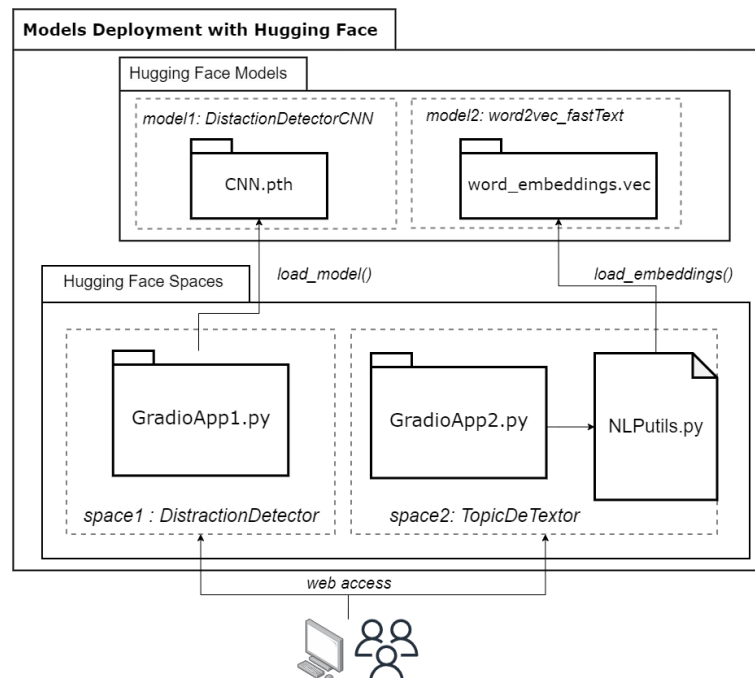 Models Deployment with Hugging Face
Hugging Face Models
model1: DistactionDetectorCNN
model2: word2vec_fastText
CNN.pth
word_embeddings.vec
load_model()
load_embeddings()
Hugging Face Spaces
GradioApp1.py
GradioApp2.py
NLPutils.py
space1 : DistractionDetector
space2: TopicDeTextor
web access